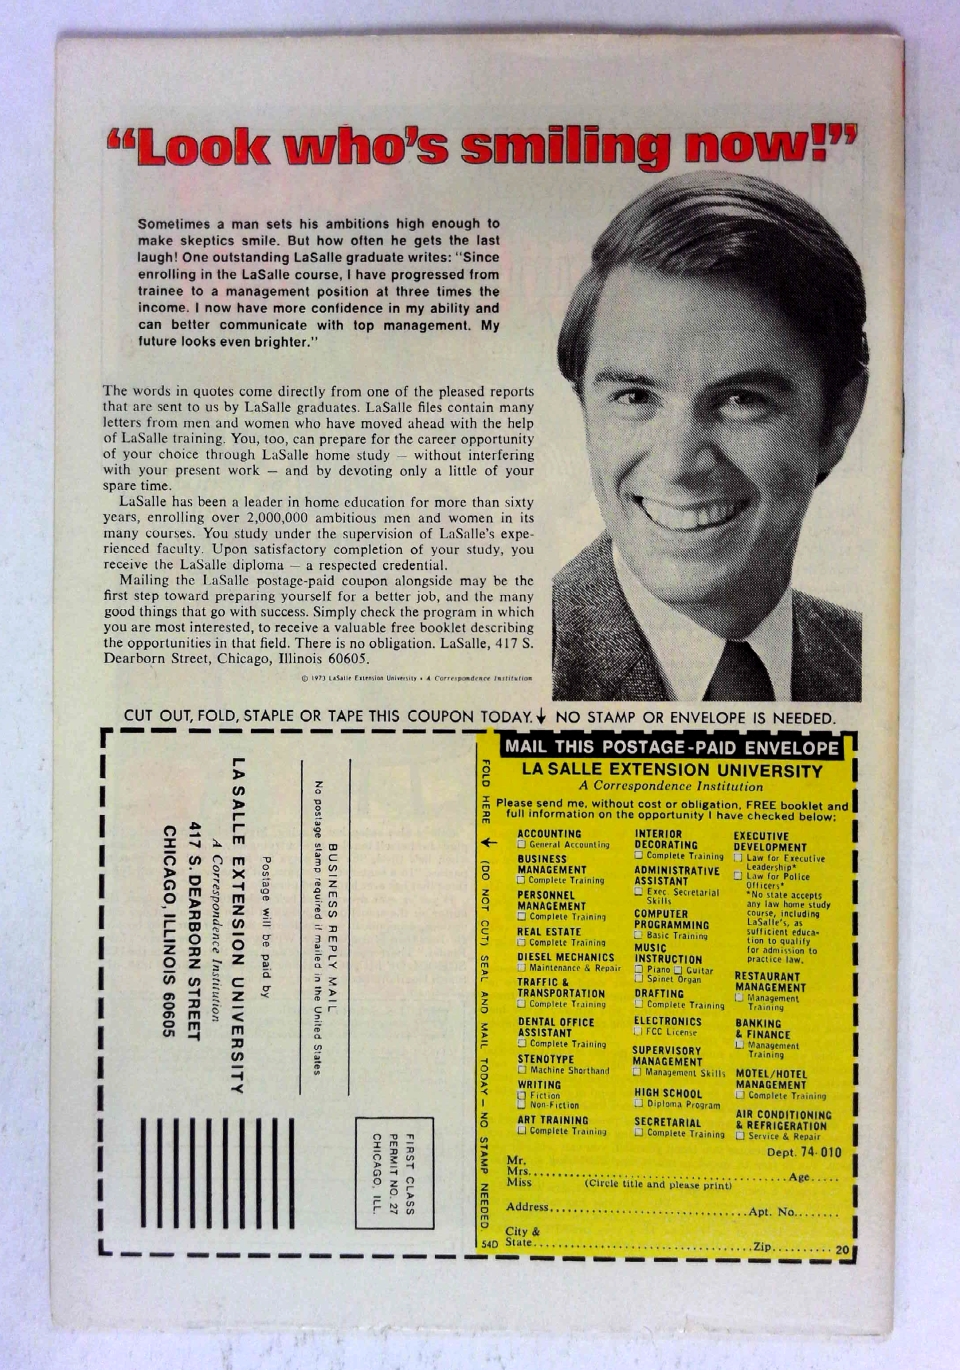 “Look who’s smiling now!”
Sometimes a man sets his ambitions high enough to
make skeptics smile. But how often he gets the last
laugh! One outstanding LaSalle graduate writes: “Since
enrolling in the LaSalle course, I have progressed from
trainee to a management position at three times the
income. I now have more confidence in my ability and
can better communicate with top management. My
future looks even brighter.”
The words in quotes come directly from one of the pleased reports
that are sent to us by LaSalle graduates. LaSalle files contain many
letters from men and women who have moved ahead with the help
of LaSalle training. You, too, can prepare for the career opportunity
of your choice through LaSalle home study — without interfering
with your present work — and by devoting only a little of your
spare time.
LaSalle has been a leader in home education for more than sixty
years, enrolling over 2,000,000 ambitious men and women in its
many courses. You study under the supervision of LaSalle's expe-
rienced faculty. Upon satisfactory completion of your study, you
receive the LaSalle diploma — a respected credential.
Mailing the LaSalle postage-paid coupon alongside may be the
first step toward preparing yourself for a better job, and the many
good things that go with success. Simply check the program in which
you are most interested, to receive a valuable free booklet describing
the opportunities in that field. There is no obligation. LaSalle, 417 S.
Dearborn Street, Chicago, Illinois 60605.
© 1973 LaSalle Extension University • A Correspondence Institution
CUT OUT, FOLD, STAPLE OR TAPE THIS COUPON TODAY. ↓ NO STAMP OR ENVELOPE IS NEEDED.
BUSINESS REPLY MAIL
No postage stamp required if mailed in the United States
Postage will be paid by
LA SALLE EXTENSION UNIVERSITY
A Correspondence Institution
417 S. DEARBORN STREET
CHICAGO, ILLINOIS 60605
FIRST CLASS
PERMIT NO. 27
CHICAGO, ILL.
FOLD HERE ↓ (DO NOT CUT) SEAL AND MAIL TODAY — NO STAMP NEEDED.
54D
MAIL THIS POSTAGE-PAID ENVELOPE
LA SALLE EXTENSION UNIVERSITY
A Correspondence Institution
Please send me, without cost or obligation, FREE booklet and
full information on the opportunity I have checked below:
ACCOUNTING
□ General Accounting
BUSINESS
MANAGEMENT
□ Complete Training
PERSONNEL
MANAGEMENT
□ Complete Training
REAL ESTATE
□ Complete Training
DIESEL MECHANICS
□ Maintenance & Repair
TRAFFIC &
TRANSPORTATION
□ Complete Training
DENTAL OFFICE
ASSISTANT
□ Complete Training
STENOTYPE
□ Machine Shorthand
WRITING
□ Fiction
□ Non-Fiction
ART TRAINING
□ Complete Training
INTERIOR
DECORATING
□ Complete Training
ADMINISTRATIVE
ASSISTANT
□ Exec. Secretarial
Skills
COMPUTER
PROGRAMMING
□ Basic Training
MUSIC
INSTRUCTION
□ Piano □ Guitar
□ Spinet Organ
DRAFTING
□ Complete Training
ELECTRONICS
□ FCC License
SUPERVISORY
MANAGEMENT
□ Management Skills
HIGH SCHOOL
□ Diploma Program
SECRETARIAL
□ Complete Training
EXECUTIVE
DEVELOPMENT
□ Law for Executive
Leadership*
□ Law for Police
Officers*
*No state accepts
any law home study
course, including
LaSalle's, as
sufficient educa-
tion to qualify
for admission to
practice law.
RESTAURANT
MANAGEMENT
□ Management
Training
BANKING
& FINANCE
□ Management
Training
MOTEL/HOTEL
MANAGEMENT
□ Complete Training
AIR CONDITIONING
& REFRIGERATION
□ Service & Repair
Dept. 74-010
Mr.
Mrs. Age
Miss (Circle title and please print)
Address Apt. No.
City &
State Zip 20